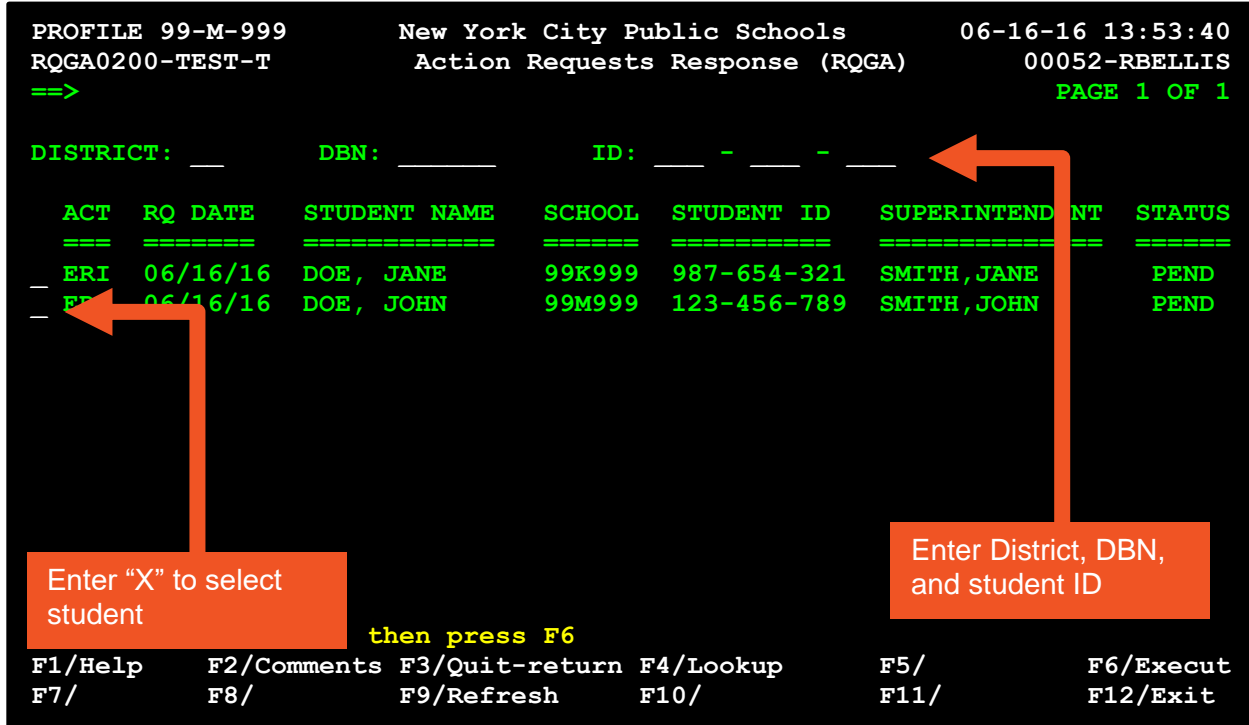 PROFILE 99-M-999 New York City Public Schools 06-16-16 13:53:40
RQGA0200-TEST-T Action Requests Response (RQGA) 00052-RBELLIS
==> PAGE 1 OF 1
DISTRICT: __ DBN: ______ ID: ___ - ___ - ___
ACT RQ DATE STUDENT NAME SCHOOL STUDENT ID SUPERINTENDENT STATUS
=== ======= ============ ====== ========== ============== ======
_ ERI 06/16/16 DOE, JANE 99K999 987-654-321 SMITH,JANE PEND
_ 06/16/16 DOE, JOHN 99M999 123-456-789 SMITH,JOHN PEND
Enter “X” to select
student
Enter District, DBN,
and student ID
then press F6
F1/Help F2/Comments F3/Quit-return F4/Lookup F5/ F6/Execut
F7/ F8/ F9/Refresh F10/ F11/ F12/Exit